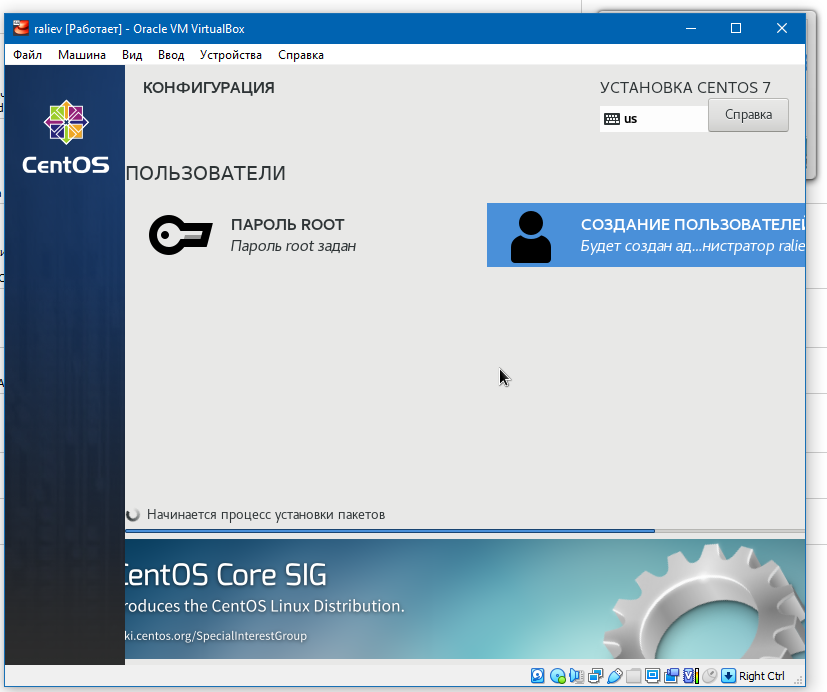 raliev [Работает] - Oracle VM VirtualBox
Файл Машина Вид Ввод Устройства Справка
КОНФИГУРАЦИЯ
УСТАНОВКА CENTOS 7
us
Справка
CentOS
ПОЛЬЗОВАТЕЛИ
ПАРОЛЬ ROOT
Пароль root задан
СОЗДАНИЕ ПОЛЬЗОВАТЕЛЕЙ
Будет создан ад...нистратор ralie
Начинается процесс установки пакетов
CentOS Core SIG
roduces the CentOS Linux Distribution.
ki.centos.org/SpecialInterestGroup
Right Ctrl